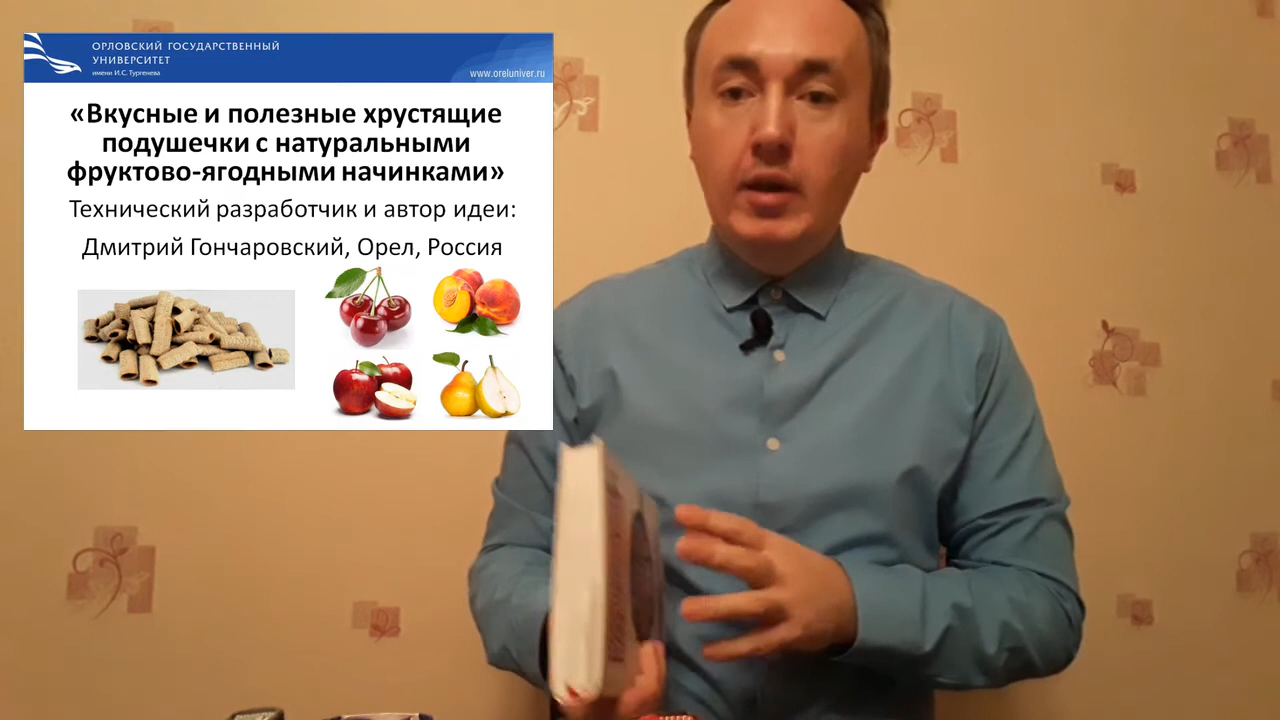 ОРЛОВСКИЙ ГОСУДАРСТВЕННЫЙ
УНИВЕРСИТЕТ
имени И.С. Тургенева
www.oreluniver.ru
«Вкусные и полезные хрустящие
подушечки с натуральными
фруктово-ягодными начинками»
Технический разработчик и автор идеи:
Дмитрий Гончаровский, Орел, Россия